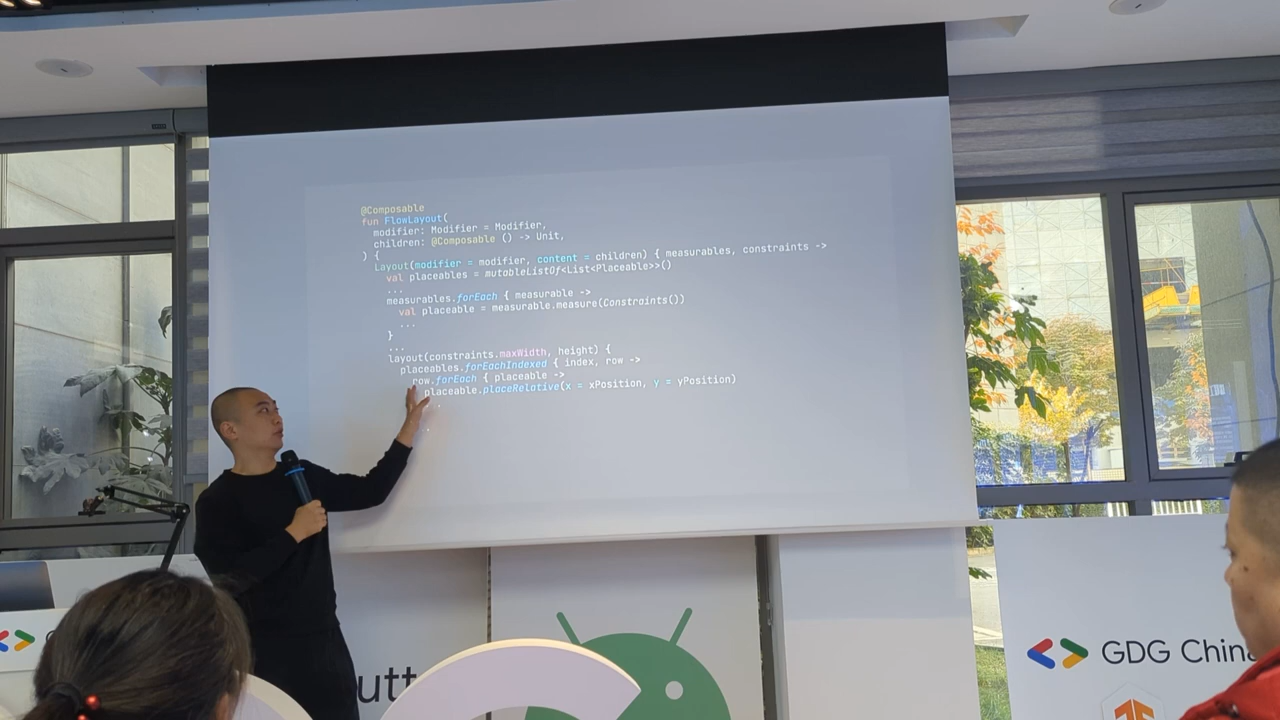 @Composable
fun FlowLayout(
modifier: Modifier = Modifier,
children: @Composable () -> Unit,
) {
Layout(modifier = modifier, content = children) { measurables, constraints ->
val placeables = mutableListOf<List<Placeable>>()
...
measurables.forEach { measurable ->
val placeable = measurable.measure(Constraints())
...
}
...
layout(constraints.maxWidth, height) {
placeables.forEachIndexed { index, row ->
row.forEach { placeable ->
placeable.placeRelative(x = xPosition, y = yPosition)
GDG China